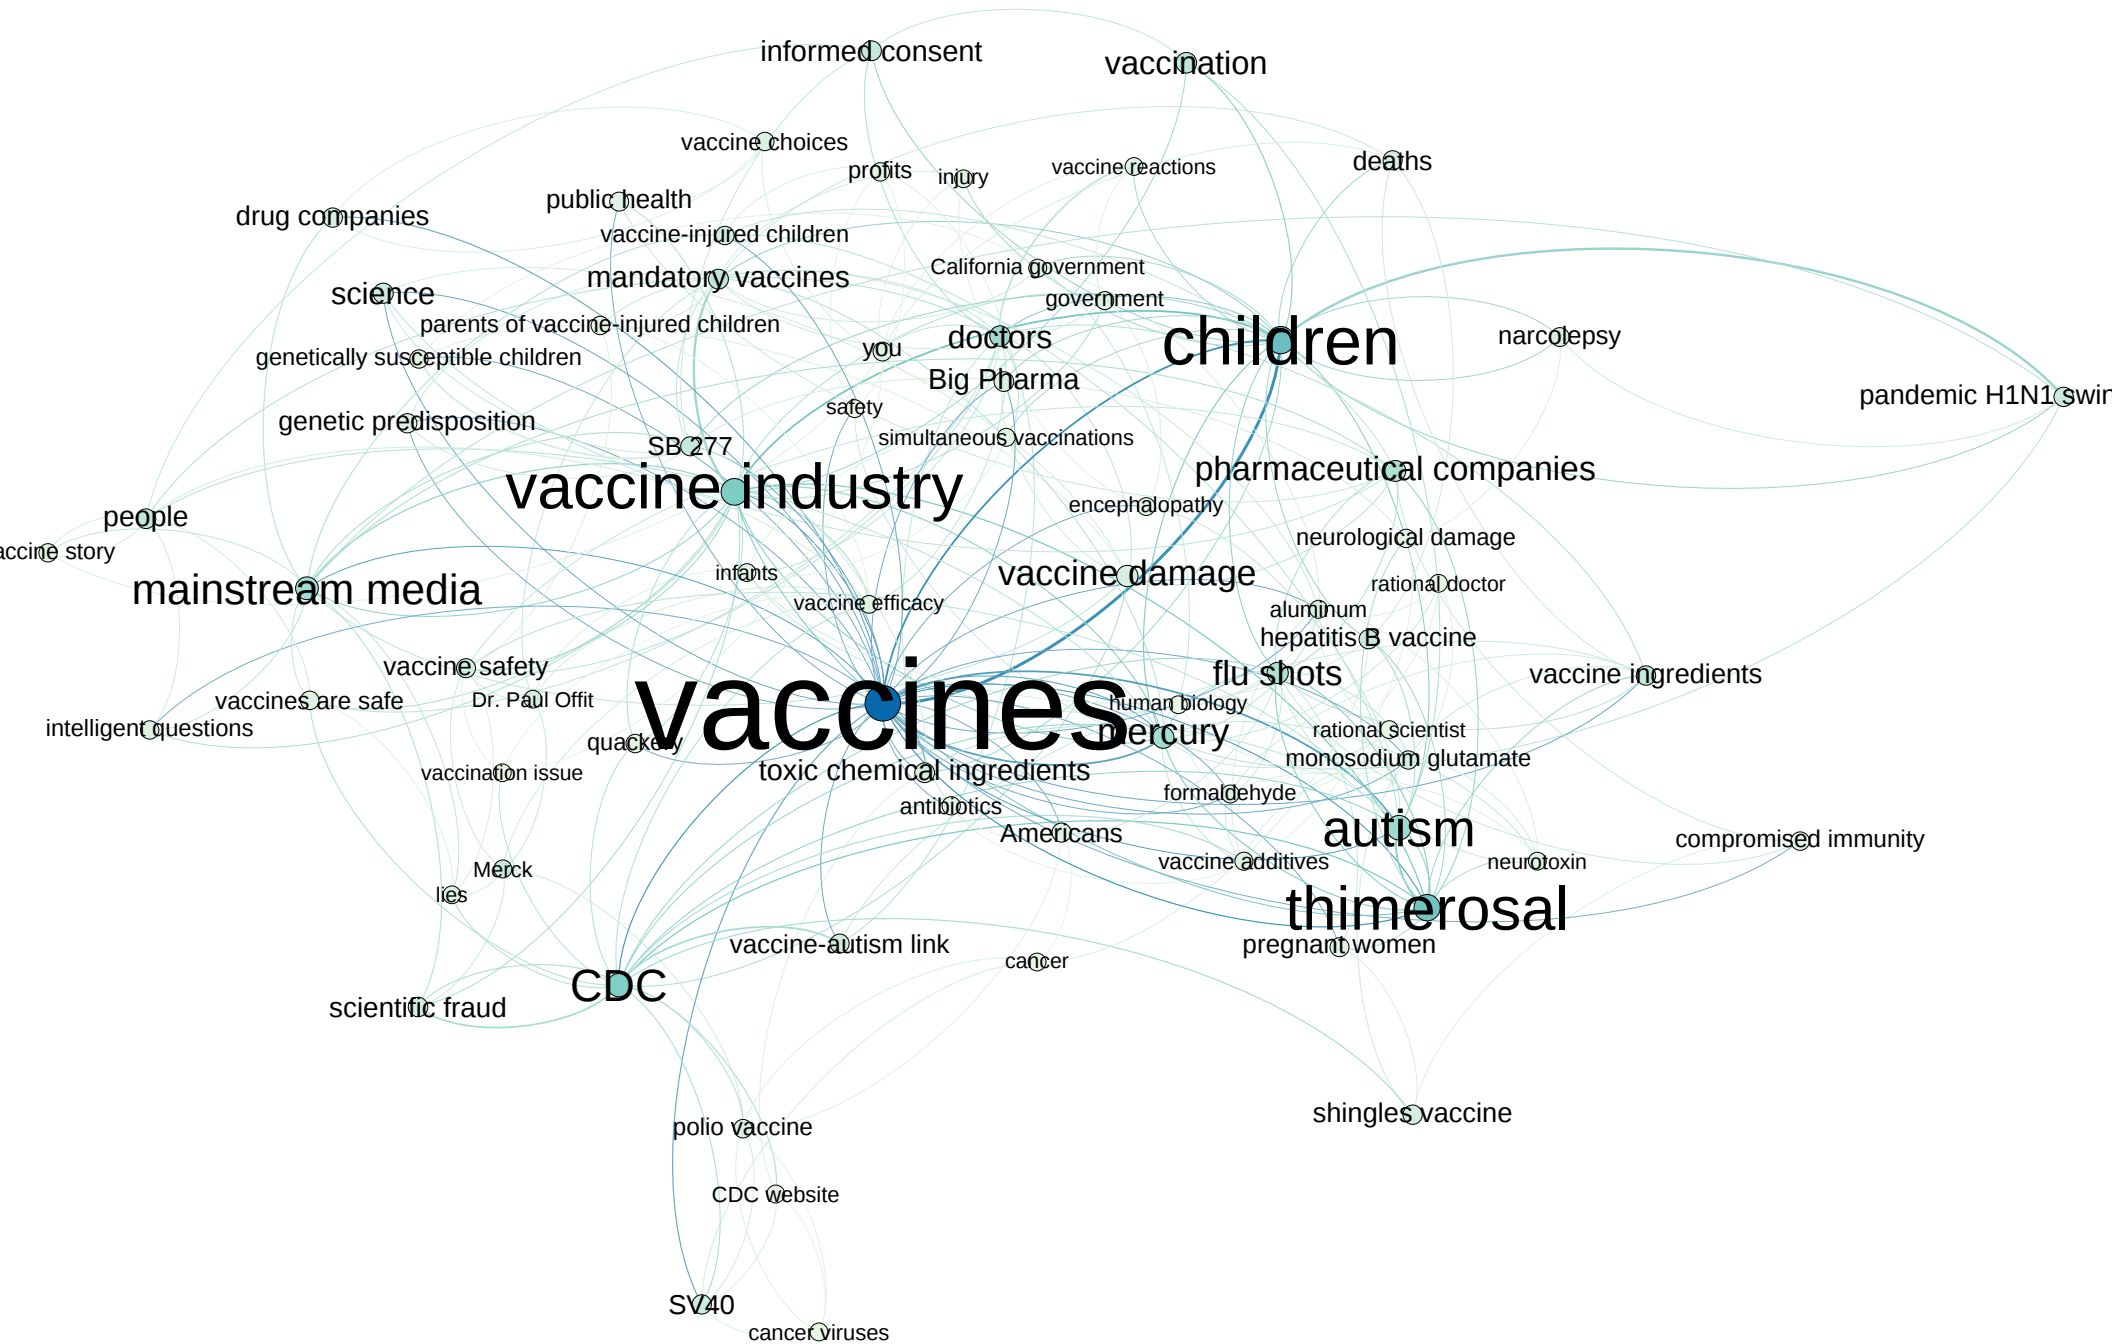 informed consent
vaccination
vaccine choices
deaths
profits
injury
vaccine reactions
public health
drug companies
vaccine-injured children
California government
mandatory vaccines
science
government
parents of vaccine-injured children
doctors
children
narcolepsy
you
genetically susceptible children
Big Pharma
pandemic H1N1 swin
safety
genetic predisposition
simultaneous vaccinations
SB 277
pharmaceutical companies
vaccine industry
encephalopathy
people
neurological damage
accine story
infants
vaccine damage
rational doctor
mainstream media
vaccine efficacy
aluminum
hepatitis B vaccine
vaccine safety
flu shots
vaccine ingredients
vaccines are safe
Dr. Paul Offit
vaccines
human biology
intelligent questions
quackery
mercury
rational scientist
monosodium glutamate
vaccination issue
toxic chemical ingredients
formaldehyde
antibiotics
Americans
autism
compromised immunity
vaccine additives
neurotoxin
Merck
lies
thimerosal
vaccine-autism link
pregnant women
cancer
CDC
scientific fraud
shingles vaccine
polio vaccine
CDC website
SV40
cancer viruses